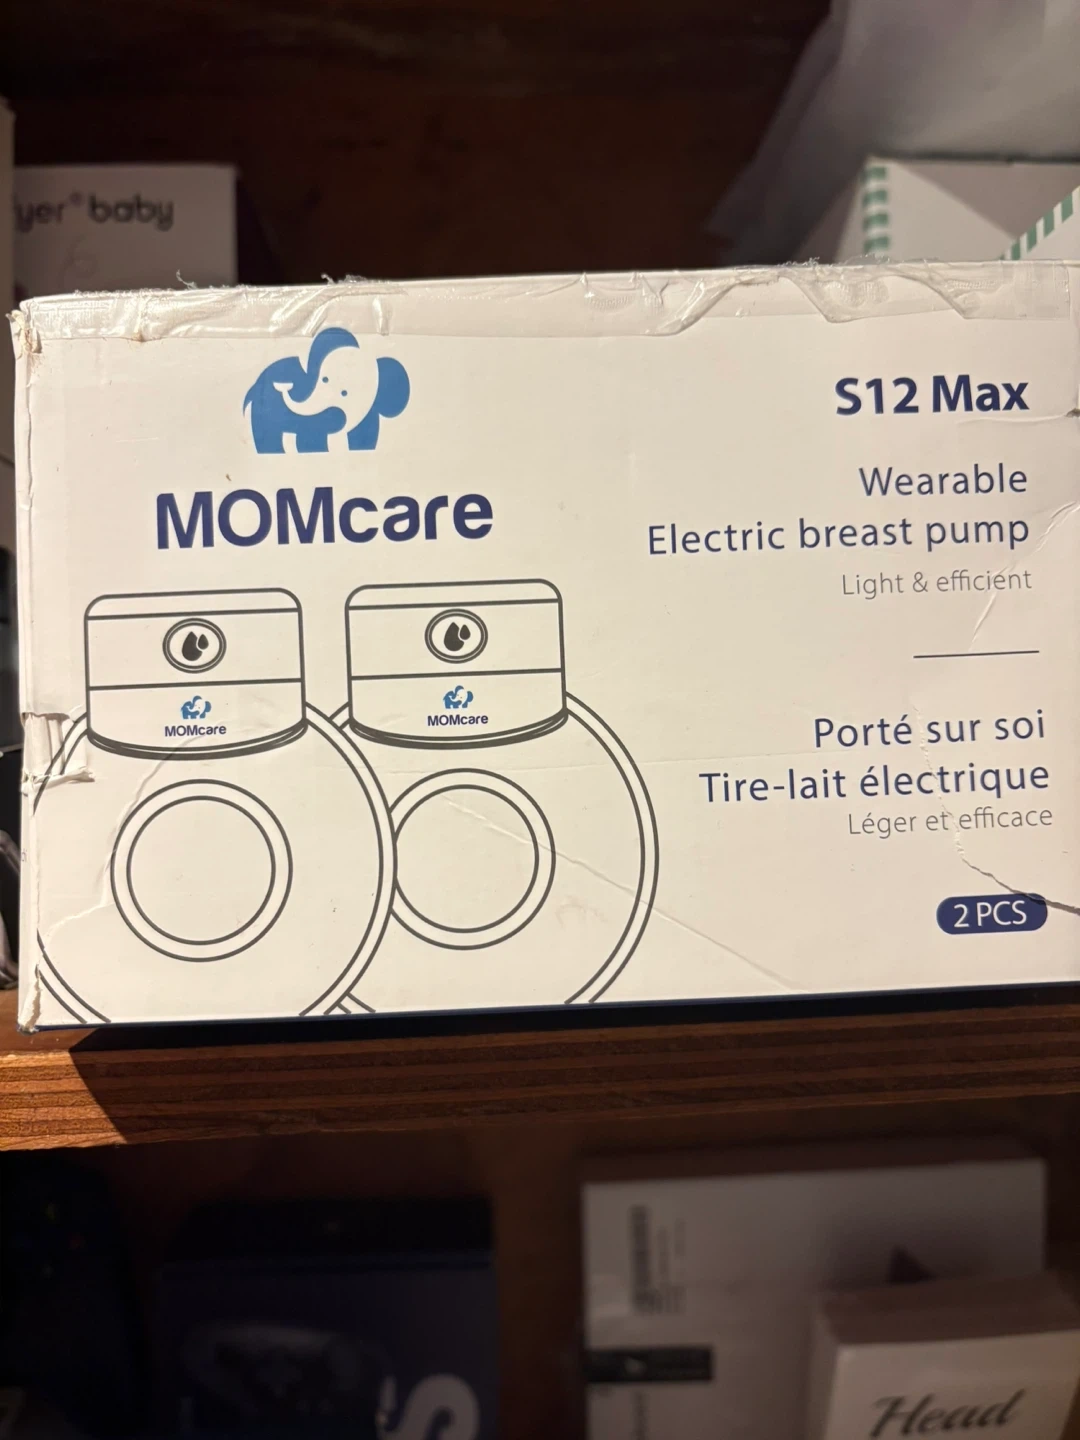 baby
MOMcare
S12 Max
Wearable
Electric breast pump
Light & efficient
MOMcare
MOMcare
Porté sur soi
Tire-lait électrique
Léger et efficace
2 PCS
Head